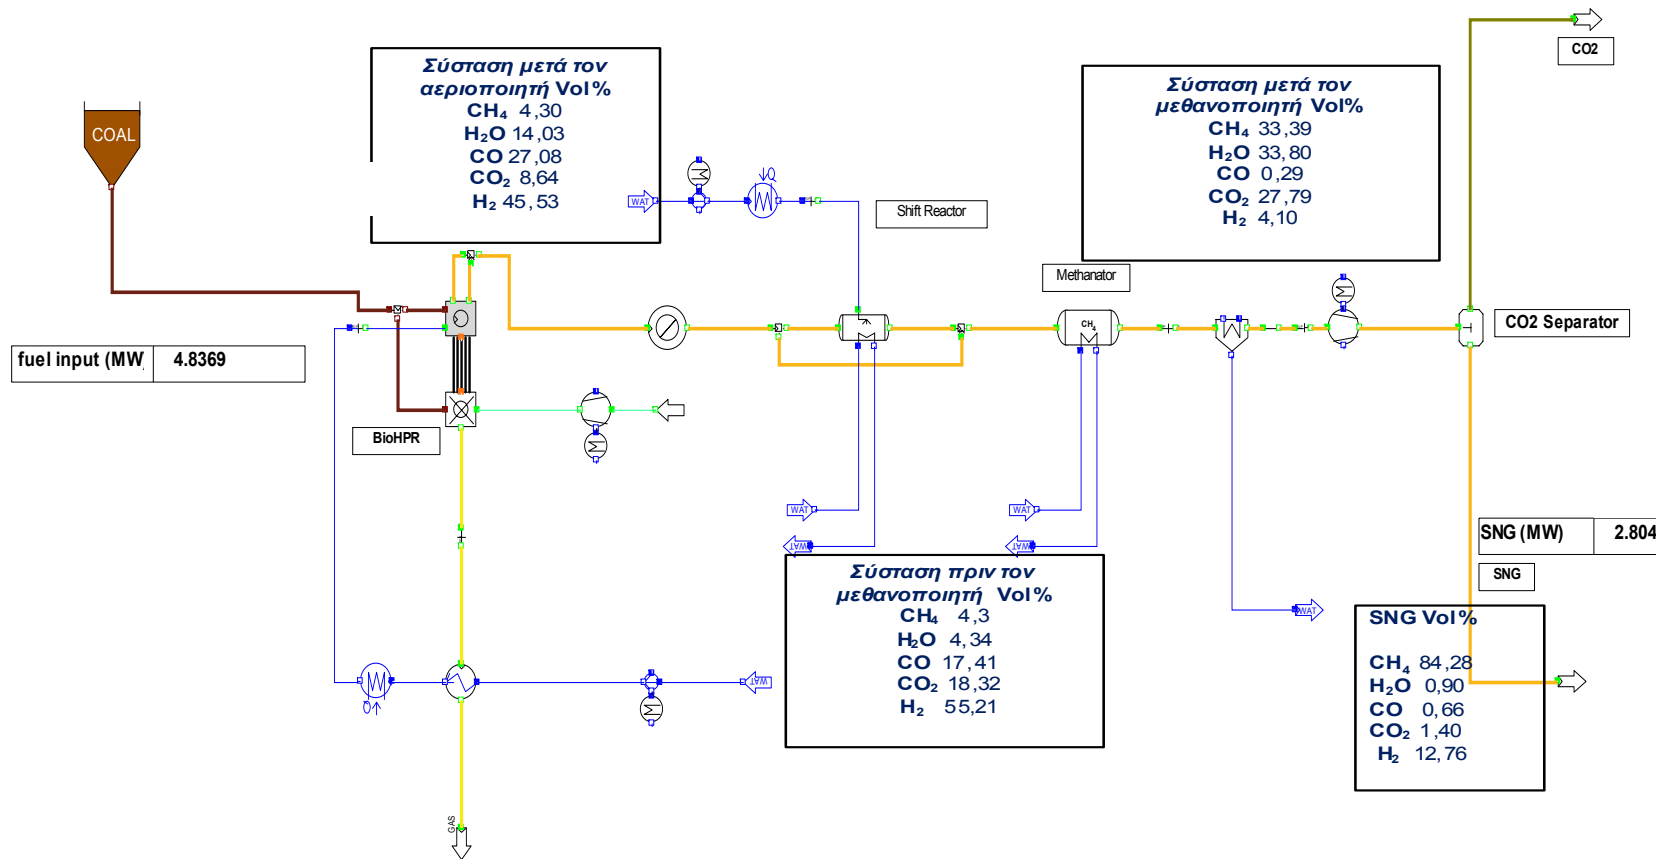 CO2
Σύσταση μετά τον
αεριοποιητή Vol%
CH₄ 4,30
H₂O 14,03
CO 27,08
CO₂ 8,64
H₂ 45,53
Σύσταση μετά τον
μεθανοποιητή Vol%
CH₄ 33,39
H₂O 33,80
CO 0,29
CO₂ 27,79
H₂ 4,10
COAL
M
Q
WAT
Shift Reactor
Methanator
M
CH₄
CO2 Separator
fuel input (MW) 4.8369
BioHPR
M
WAT
WAT
WAT
WAT
SNG (MW) 2.804
SNG
Σύσταση πριν τον
μεθανοποιητή Vol%
CH₄ 4,3
H₂O 4,34
CO 17,41
CO₂ 18,32
H₂ 55,21
WAT
SNG Vol%
CH₄ 84,28
H₂O 0,90
CO 0,66
CO₂ 1,40
H₂ 12,76
WAT
Q
M
GAS